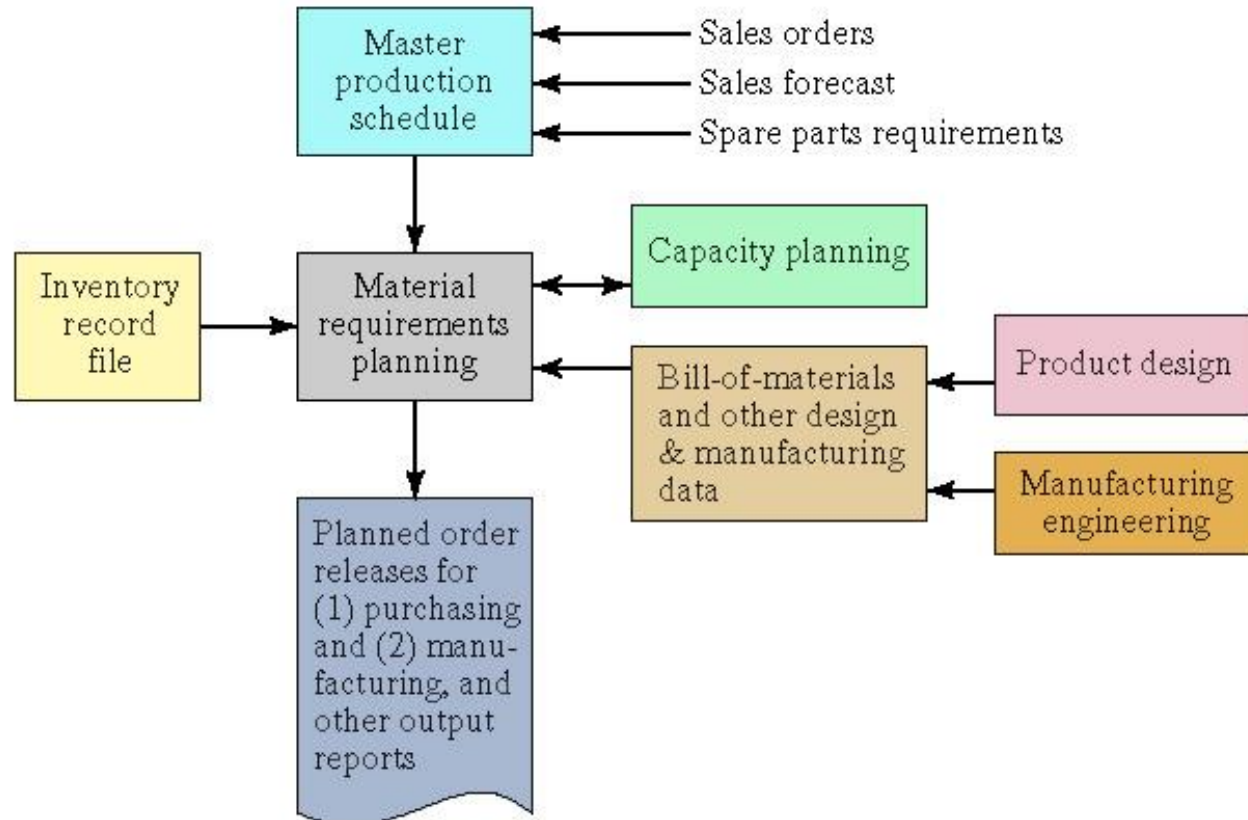 Master
production
schedule
Sales orders
Sales forecast
Spare parts requirements
Inventory
record
file
Material
requirements
planning
Capacity planning
Bill-of-materials
and other design
& manufacturing
data
Product design
Manufacturing
engineering
Planned order
releases for
(1) purchasing
and (2) manu-
facturing, and
other output
reports